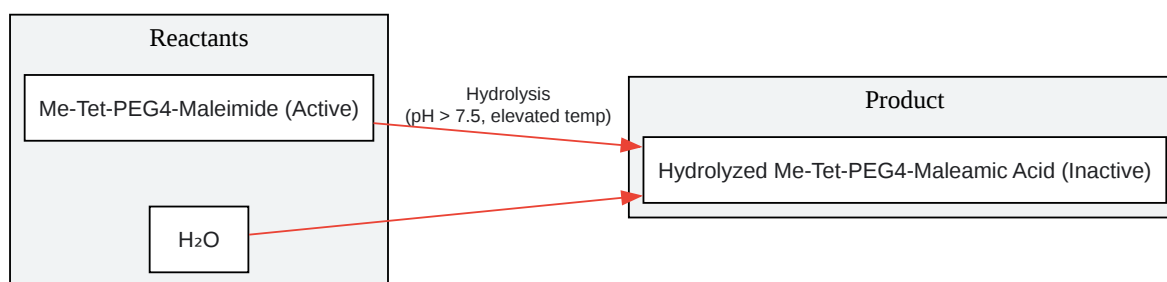 Reactants
Me-Tet-PEG4-Maleimide (Active)
H₂O
Hydrolysis
(pH > 7.5, elevated temp)
Product
Hydrolyzed Me-Tet-PEG4-Maleamic Acid (Inactive)